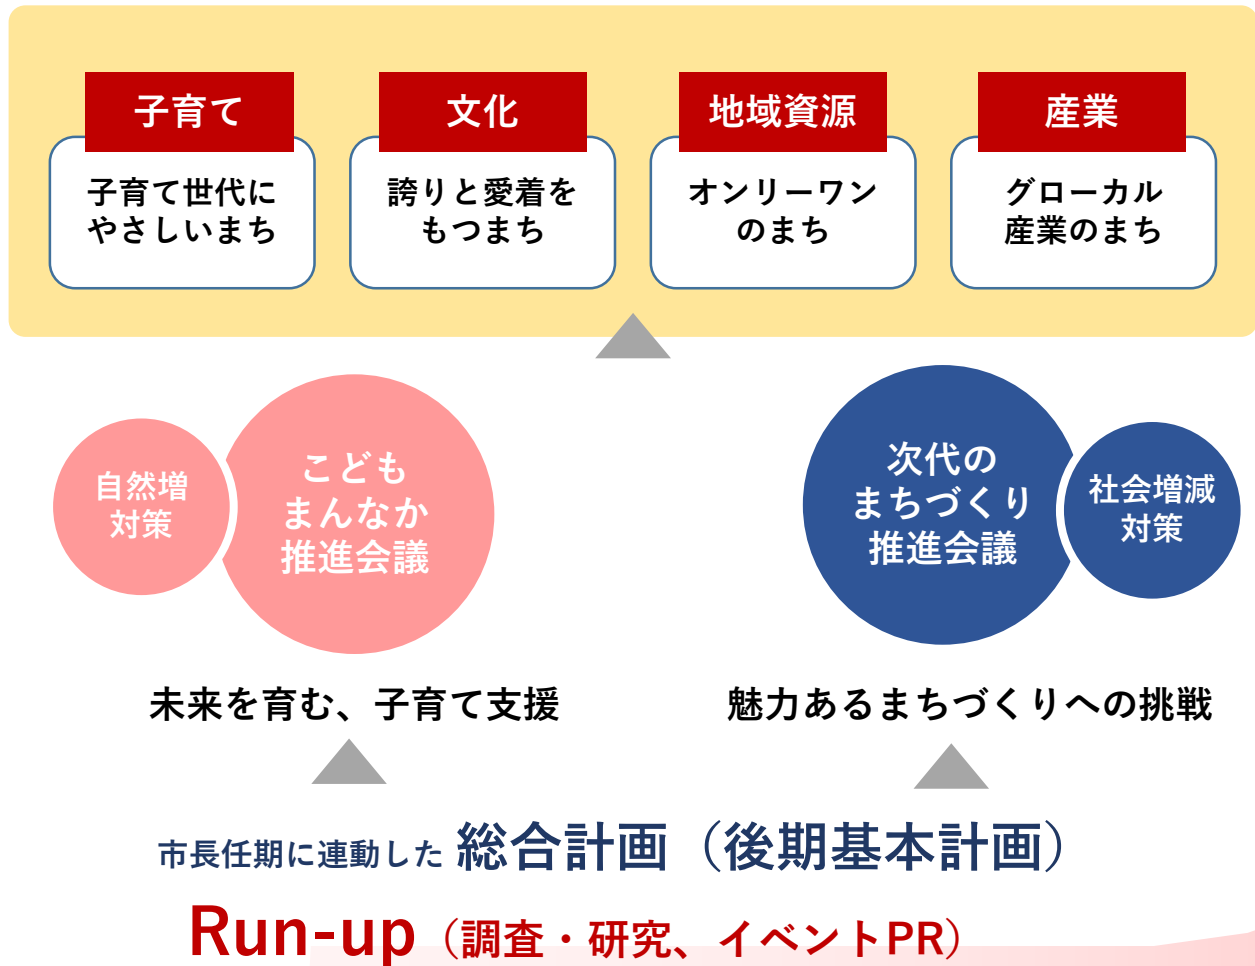 子育て
子育て世代に
やさしいまち
文化
誇りと愛着を
もつまち
地域資源
オンリーワン
のまち
産業
グローカル
産業のまち
自然増
対策
こども
まんなか
推進会議
次代の
まちづくり
推進会議
社会増減
対策
未来を育む、子育て支援
魅力あるまちづくりへの挑戦
市長任期に連動した 総合計画（後期基本計画）
Run-up（調査・研究、イベントPR）